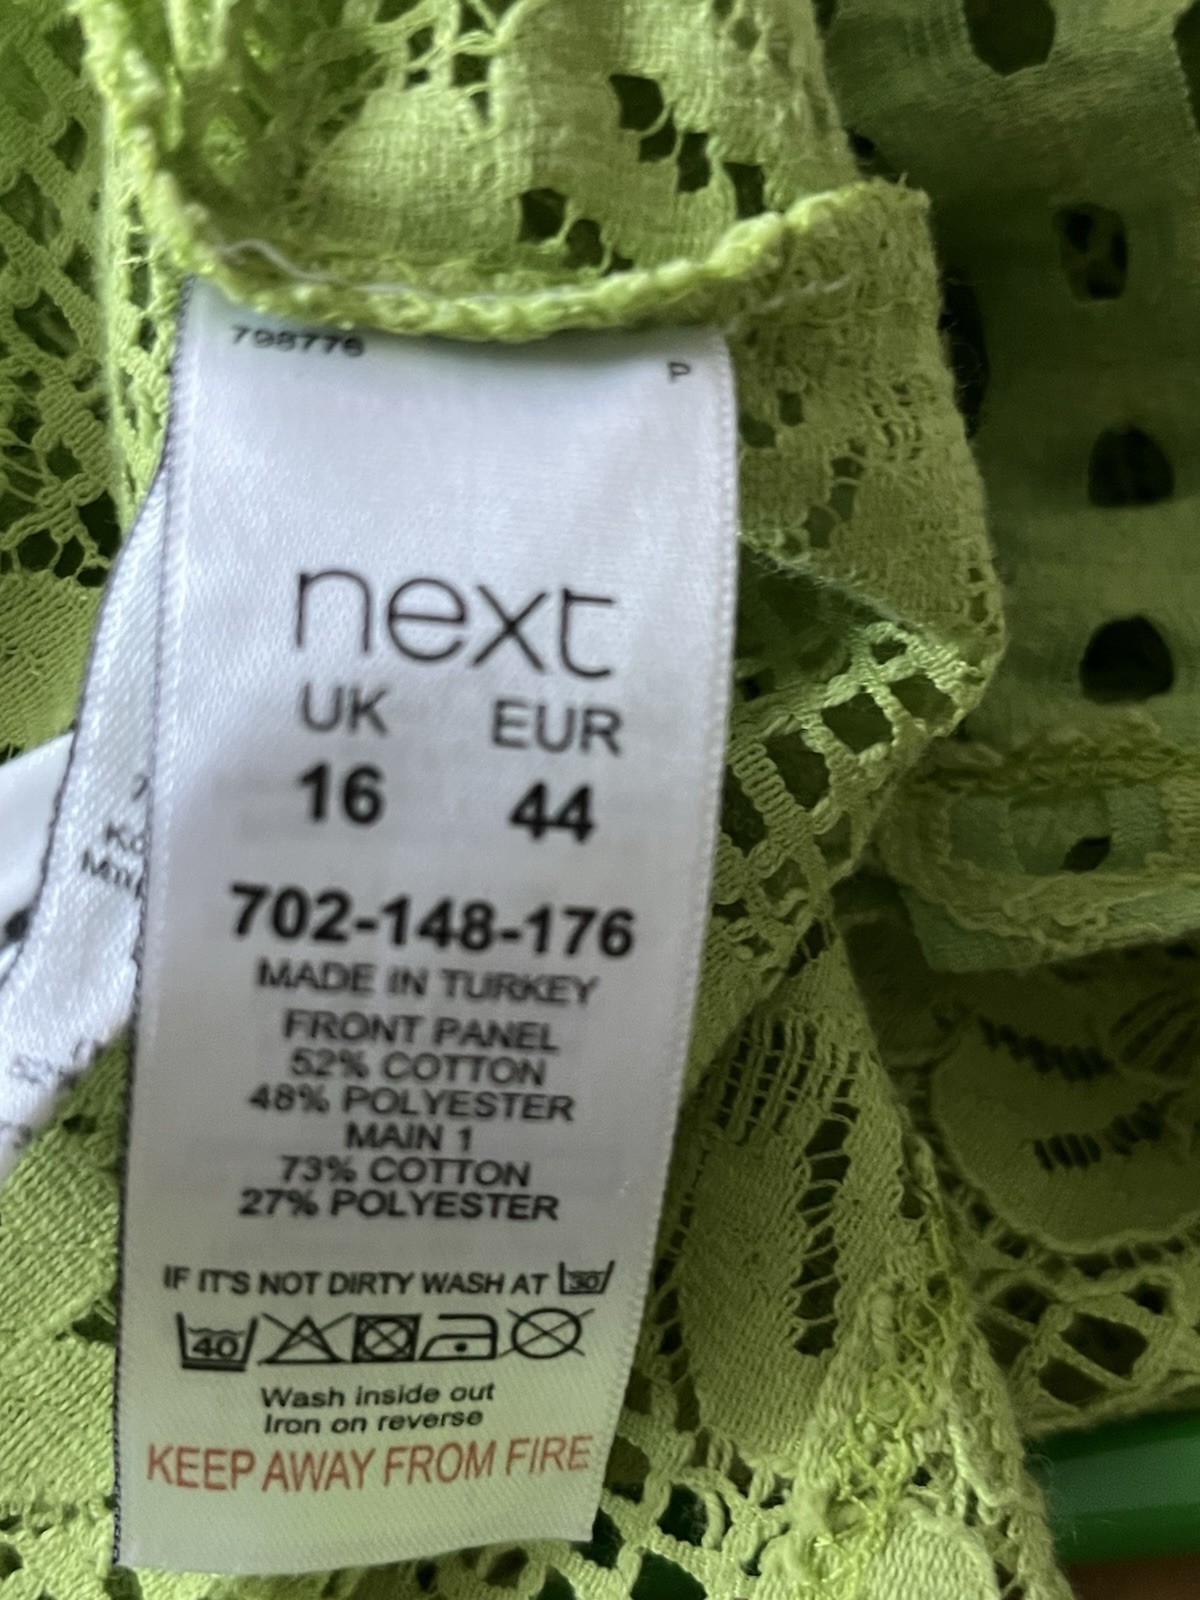 798776
P
next
UK EUR
16 44
702-148-176
MADE IN TURKEY
FRONT PANEL
52% COTTON
48% POLYESTER
MAIN 1
73% COTTON
27% POLYESTER
IF IT'S NOT DIRTY WASH AT 30
40
Wash inside out
Iron on reverse
KEEP AWAY FROM FIRE